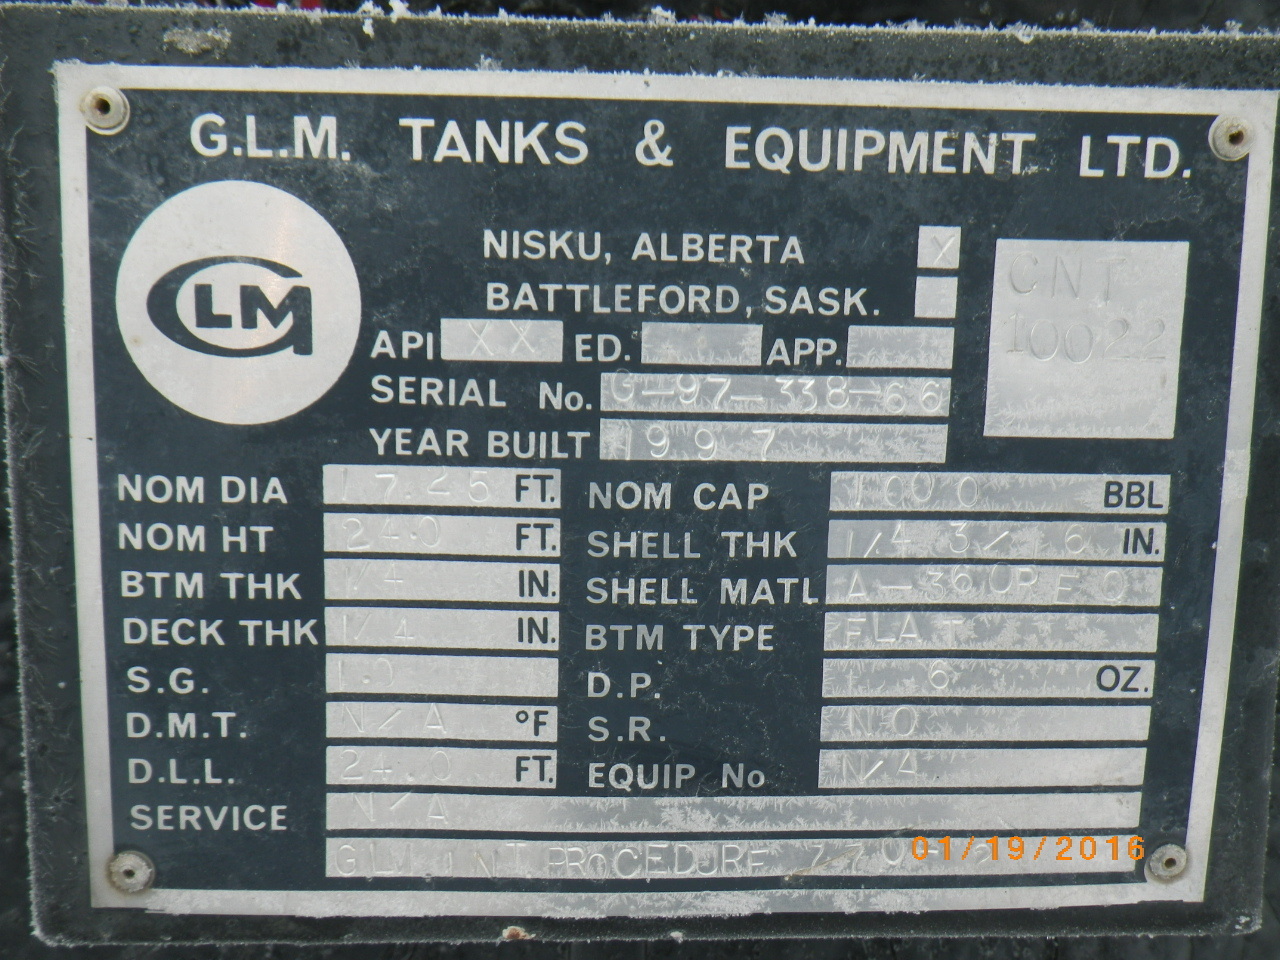 G.L.M. TANKS & EQUIPMENT LTD.
GLM
NISKU, ALBERTA X
BATTLEFORD, SASK.
CNT
10022
API XX ED. APP.
SERIAL No. G-97-338-66
YEAR BUILT 1997
NOM DIA 17.25 FT. NOM CAP 1000 BBL
NOM HT 24.0 FT. SHELL THK 1/4 3/16 IN.
BTM THK 1/4 IN. SHELL MATL A-36 OR EQ
DECK THK 1/4 IN. BTM TYPE FLAT
S.G. 1.0 D.P. 6 OZ.
D.M.T. N/A °F S.R. NO
D.L.L. 24.0 FT. EQUIP No N/A
SERVICE N/A
PROCEDURE
01/19/2016